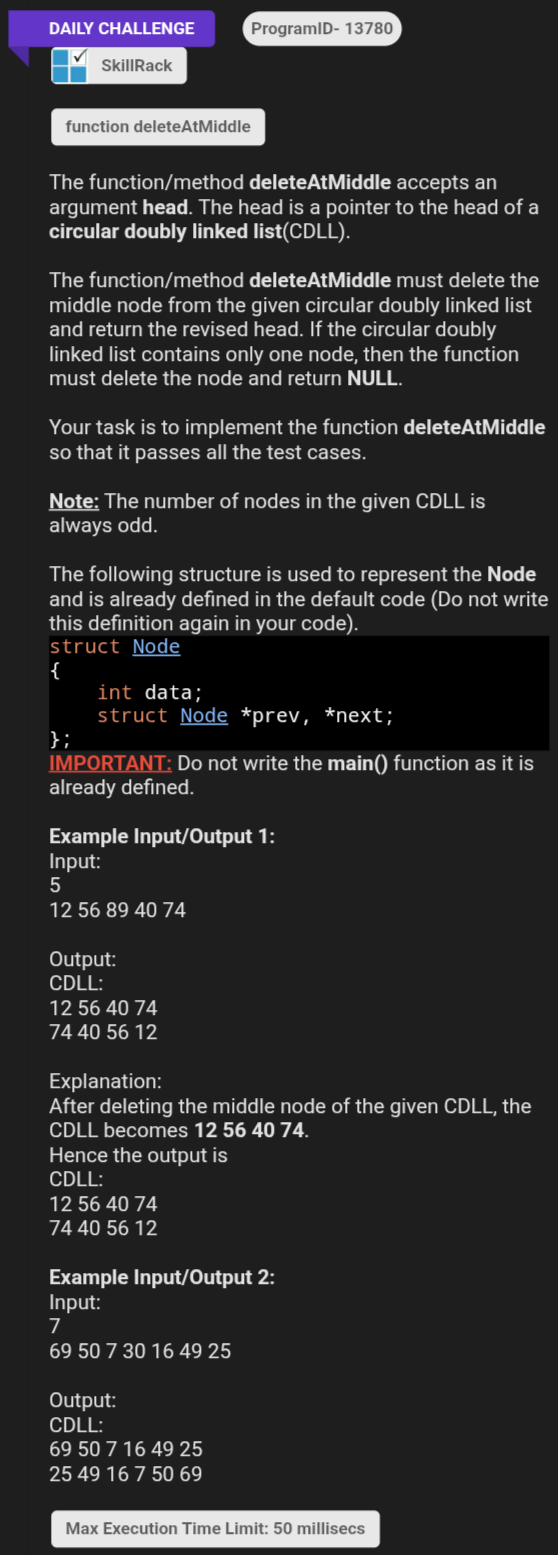 DAILY CHALLENGE
ProgramID- 13780
SkillRack
function deleteAtMiddle
The function/method deleteAtMiddle accepts an
argument head. The head is a pointer to the head of a
circular doubly linked list(CDLL).
The function/method deleteAtMiddle must delete the
middle node from the given circular doubly linked list
and return the revised head. If the circular doubly
linked list contains only one node, then the function
must delete the node and return NULL.
Your task is to implement the function deleteAtMiddle
so that it passes all the test cases.
Note: The number of nodes in the given CDLL is
always odd.
The following structure is used to represent the Node
and is already defined in the default code (Do not write
this definition again in your code).
struct Node
{
int data;
struct Node *prev, *next;
};
IMPORTANT: Do not write the main() function as it is
already defined.
Example Input/Output 1:
Input:
5
12 56 89 40 74
Output:
CDLL:
12 56 40 74
74 40 56 12
Explanation:
After deleting the middle node of the given CDLL, the
CDLL becomes 12 56 40 74.
Hence the output is
CDLL:
12 56 40 74
74 40 56 12
Example Input/Output 2:
Input:
7
69 50 7 30 16 49 25
Output:
CDLL:
69 50 7 16 49 25
25 49 16 7 50 69
Max Execution Time Limit: 50 millisecs